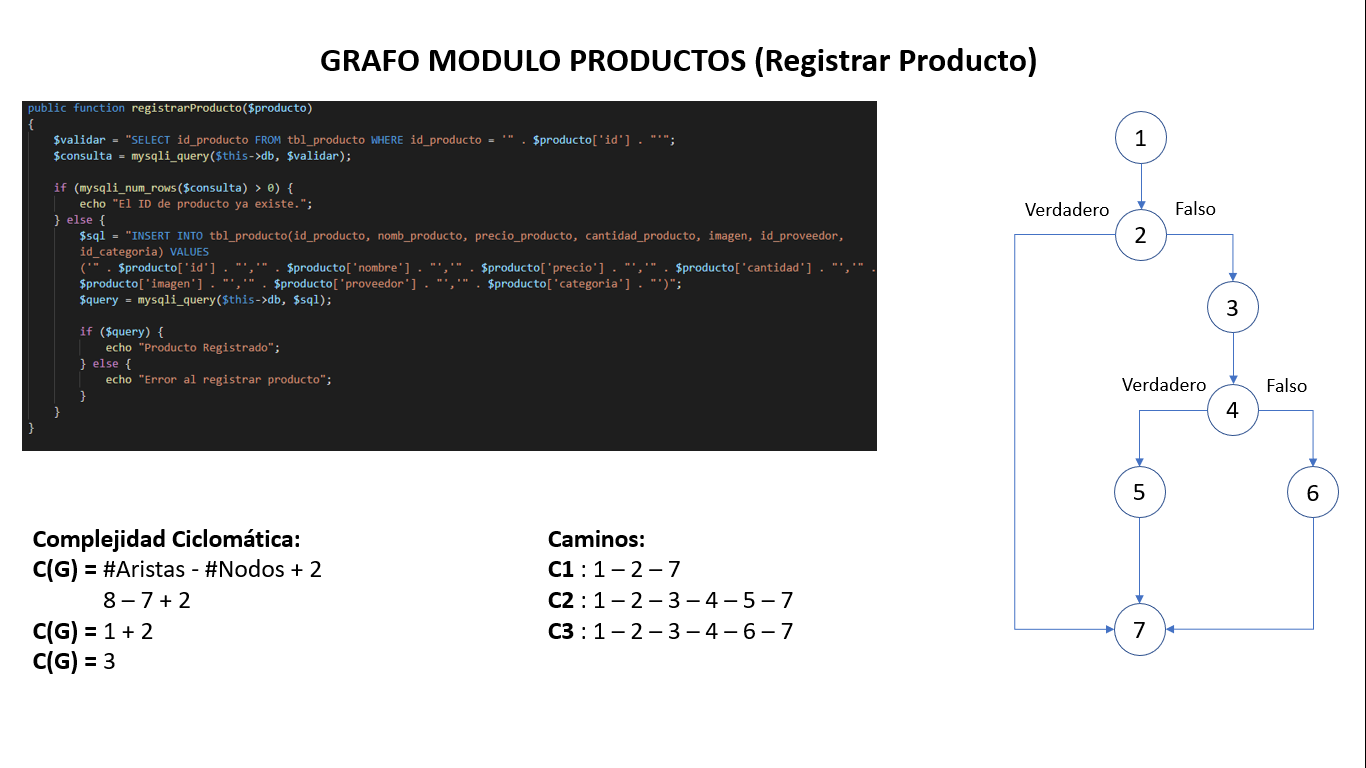 GRAFO MODULO PRODUCTOS (Registrar Producto)
public function registrarProducto($producto)
{
$validar = "SELECT id_producto FROM tbl_producto WHERE id_producto = '" . $producto['id'] . "'";
$consulta = mysqli_query($this->db, $validar);
if (mysqli_num_rows($consulta) > 0) {
echo "El ID de producto ya existe.";
} else {
$sql = "INSERT INTO tbl_producto(id_producto, nomb_producto, precio_producto, cantidad_producto, imagen, id_proveedor,
id_categoria) VALUES
('" . $producto['id'] . "','" . $producto['nombre'] . "','" . $producto['precio'] . "','" . $producto['cantidad'] . "','" .
$producto['imagen'] . "','" . $producto['proveedor'] . "','" . $producto['categoria'] . "')";
$query = mysqli_query($this->db, $sql);
if ($query) {
echo "Producto Registrado";
} else {
echo "Error al registrar producto";
}
}
}
Complejidad Ciclomática:
C(G) = #Aristas - #Nodos + 2
8 – 7 + 2
C(G) = 1 + 2
C(G) = 3
Caminos:
C1 : 1 – 2 – 7
C2 : 1 – 2 – 3 – 4 – 5 – 7
C3 : 1 – 2 – 3 – 4 – 6 – 7
1
Verdadero
Falso
2
3
Verdadero
Falso
4
5
6
7